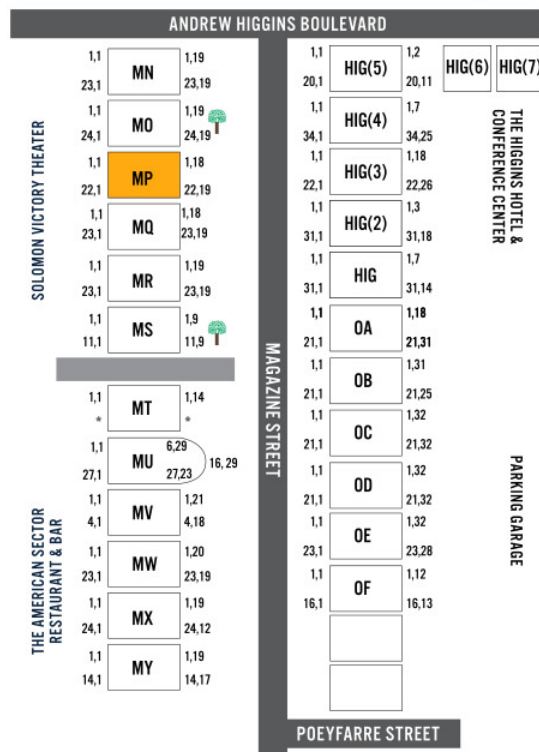 ANDREW HIGGINS BOULEVARD
1,1 MN 1,19
23,1 23,19
1,1 MO 1,19
24,1 24,19
1,1 MP 1,18
22,1 22,19
1,1 MQ 1,18
23,1 23,19
1,1 MR 1,19
23,1 23,19
1,1 MS 1,9
11,1 11,9
SOLOMON VICTORY THEATER
1,1 MT 1,14
* *
1,1 MU 6,29
27,1 27,23 16,29
1,1 MV 1,21
4,1 4,18
1,1 MW 1,20
23,1 23,19
1,1 MX 1,19
24,1 24,12
1,1 MY 1,19
14,1 14,17
THE AMERICAN SECTOR
RESTAURANT & BAR
MAGAZINE STREET
1,1 HIG(5) 1,2 HIG(6) HIG(7)
20,1 20,11
1,1 HIG(4) 1,7
34,1 34,25
1,1 HIG(3) 1,18
22,1 22,26
1,1 HIG(2) 1,3
31,1 31,18
1,1 HIG 1,7
31,1 31,14
1,1 OA 1,18
21,1 21,31
1,1 OB 1,31
21,1 21,25
1,1 OC 1,32
21,1 21,32
1,1 OD 1,32
21,1 21,32
1,1 OE 1,32
23,1 23,28
1,1 OF 1,12
16,1 16,13
THE HIGGINS HOTEL &
CONFERENCE CENTER
PARKING GARAGE
POEYFARRE STREET